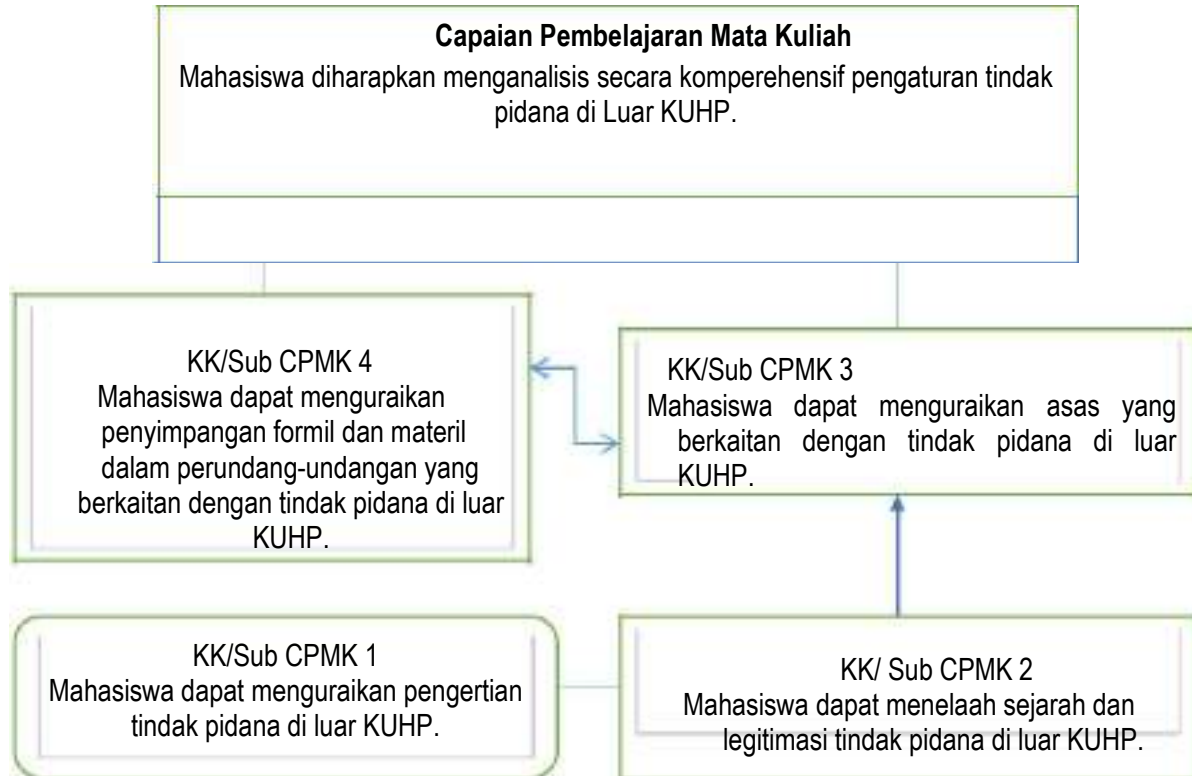 Capaian Pembelajaran Mata Kuliah
Mahasiswa diharapkan menganalisis secara komperehensif pengaturan tindak
pidana di Luar KUHP.
KK/Sub CPMK 4
Mahasiswa dapat menguraikan
penyimpangan formil dan materil
dalam perundang-undangan yang
berkaitan dengan tindak pidana di luar
KUHP.
KK/Sub CPMK 3
Mahasiswa dapat menguraikan asas yang
berkaitan dengan tindak pidana di luar
KUHP.
KK/Sub CPMK 1
Mahasiswa dapat menguraikan pengertian
tindak pidana di luar KUHP.
KK/ Sub CPMK 2
Mahasiswa dapat menelaah sejarah dan
legitimasi tindak pidana di luar KUHP.